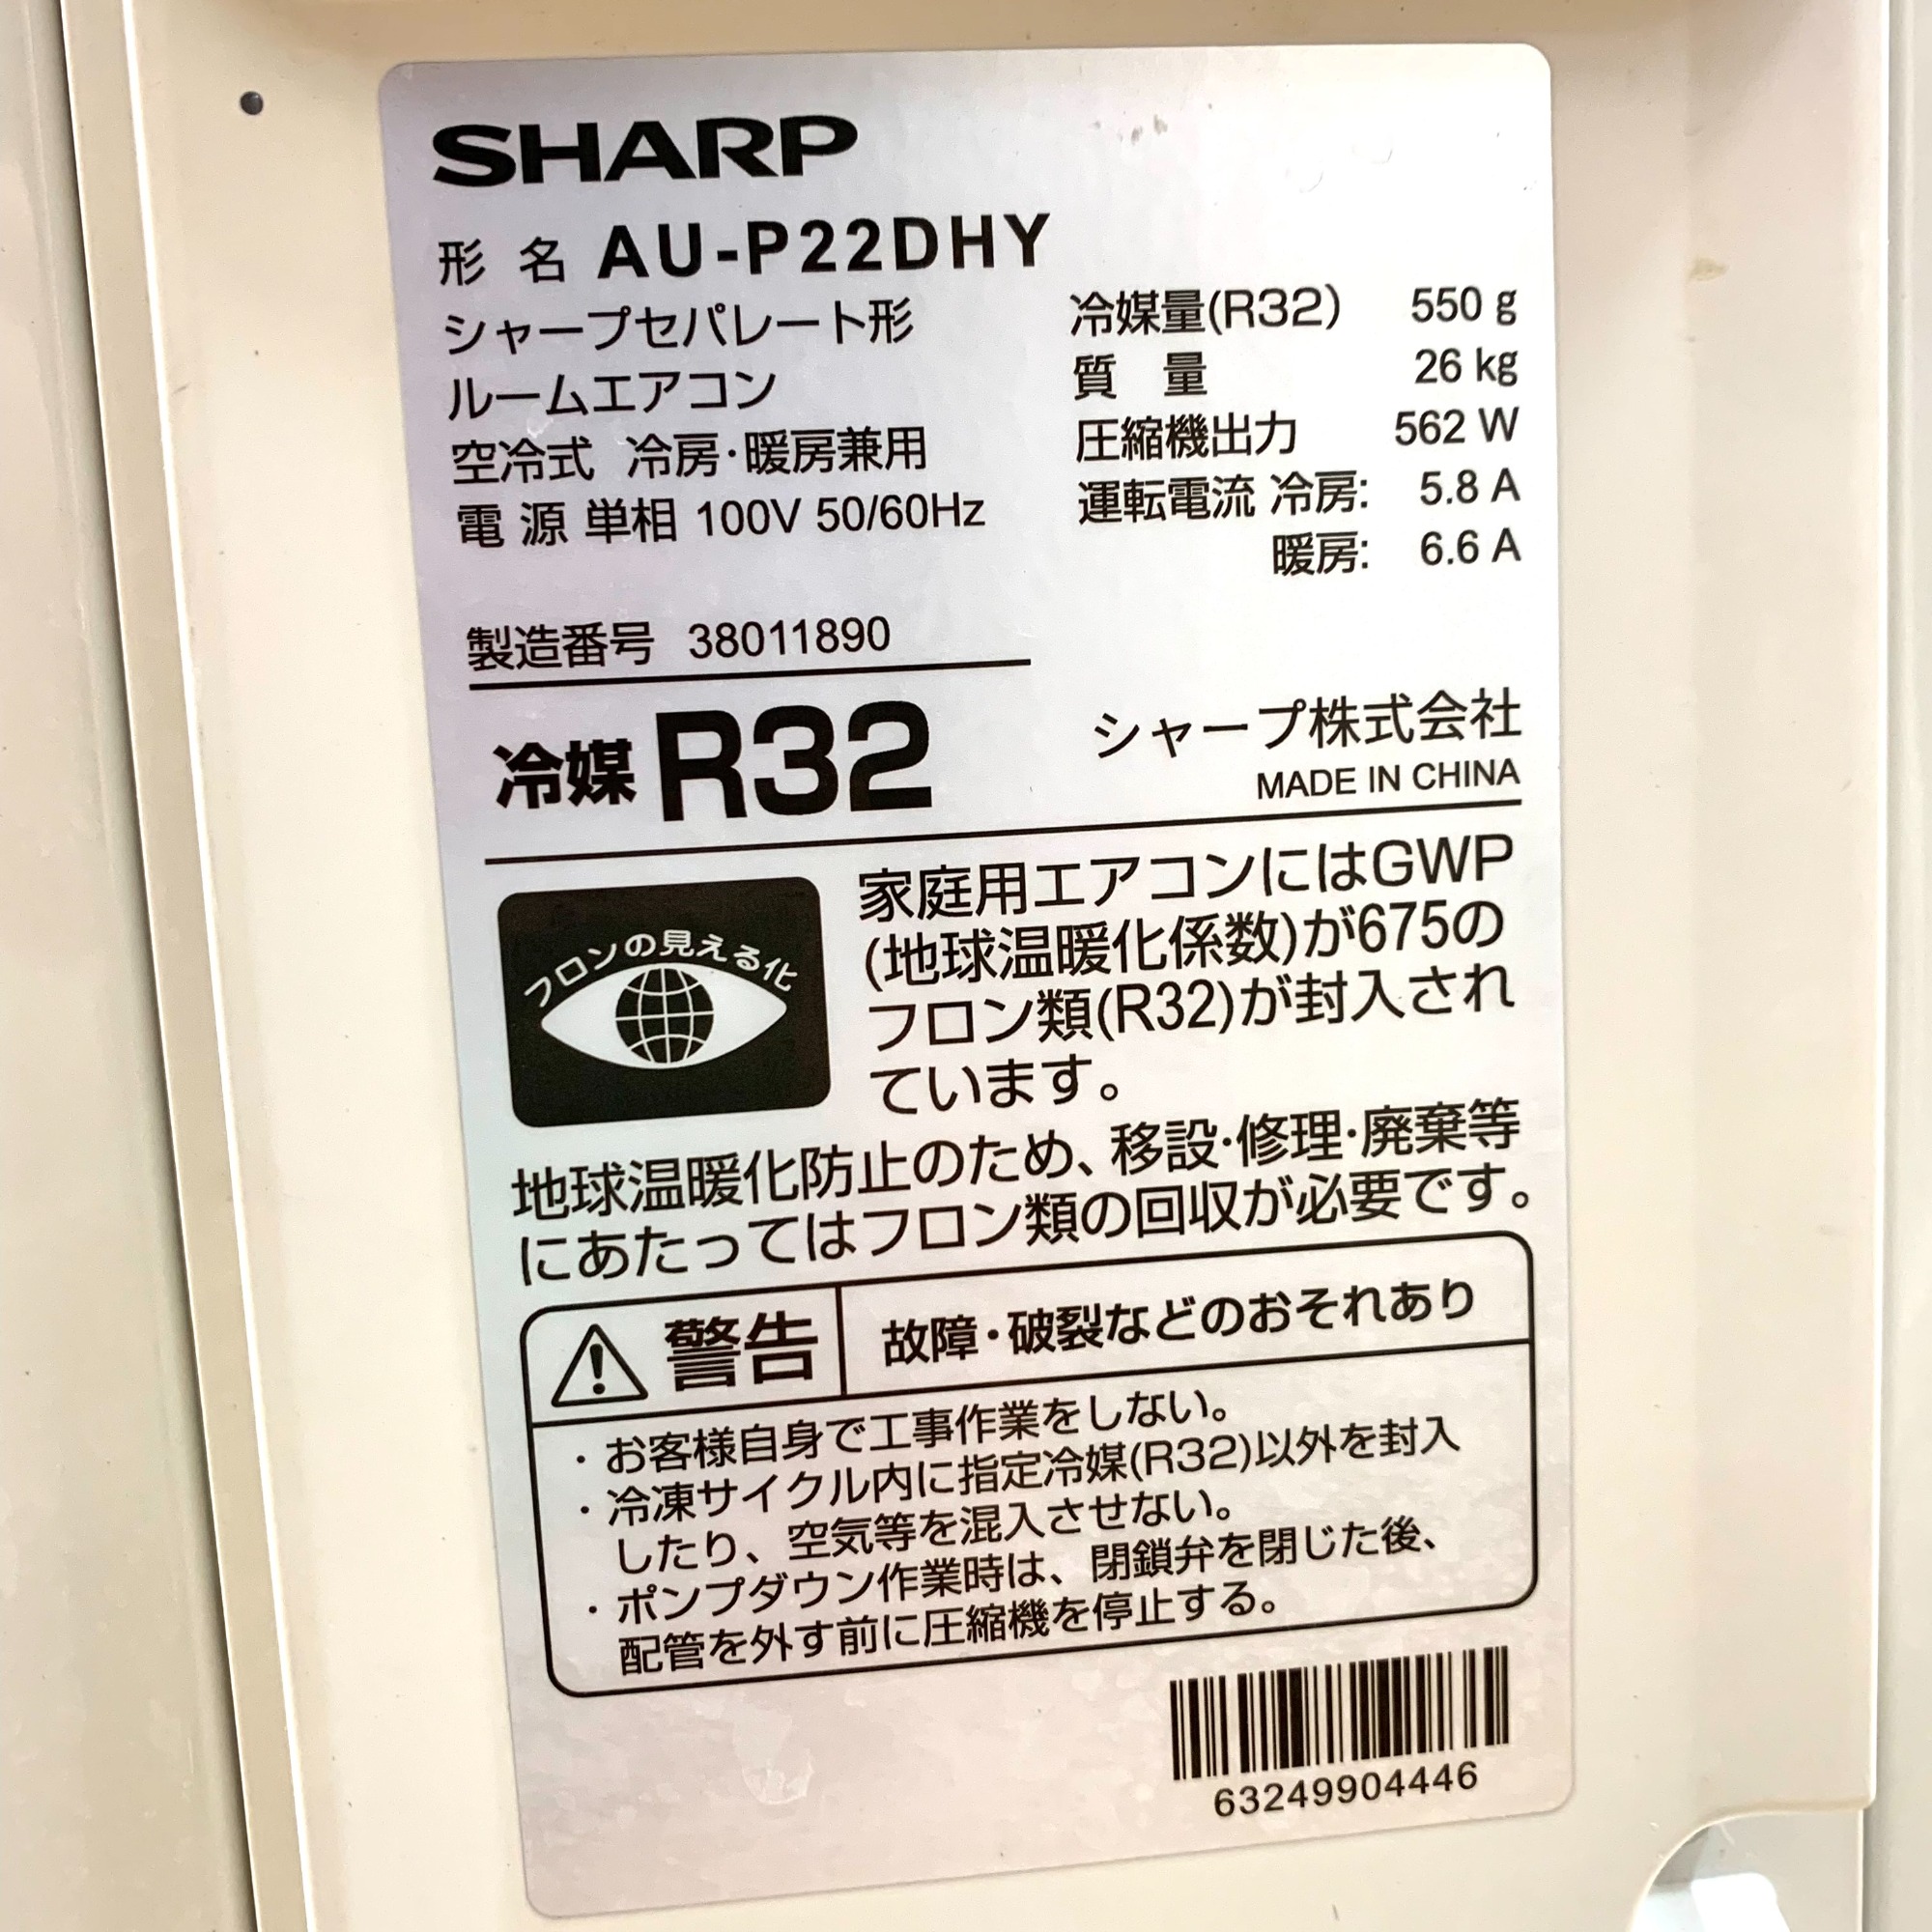 SHARP
形 名 AU-P22DHY
シャープセパレート形
ルームエアコン
空冷式 冷房·暖房兼用
電 源 単相 100V 50/60Hz
冷媒量(R32) 550 g
質 量 26 kg
圧縮機出力 562 W
運転電流 冷房: 5.8 A
暖房: 6.6 A
製造番号 38011890
冷媒 R32
シャープ株式会社
MADE IN CHINA
フロンの見える化
家庭用エアコンにはGWP
(地球温暖化係数)が675の
フロン類(R32)が封入され
ています。
地球温暖化防止のため、移設·修理·廃棄等
にあたってはフロン類の回収が必要です。
警告 故障・破裂などのおそれあり
・お客様自身で工事作業をしない。
・冷凍サイクル内に指定冷媒(R32)以外を封入
したり、空気等を混入させない。
・ポンプダウン作業時は、閉鎖弁を閉じた後、
配管を外す前に圧縮機を停止する。
63249904446